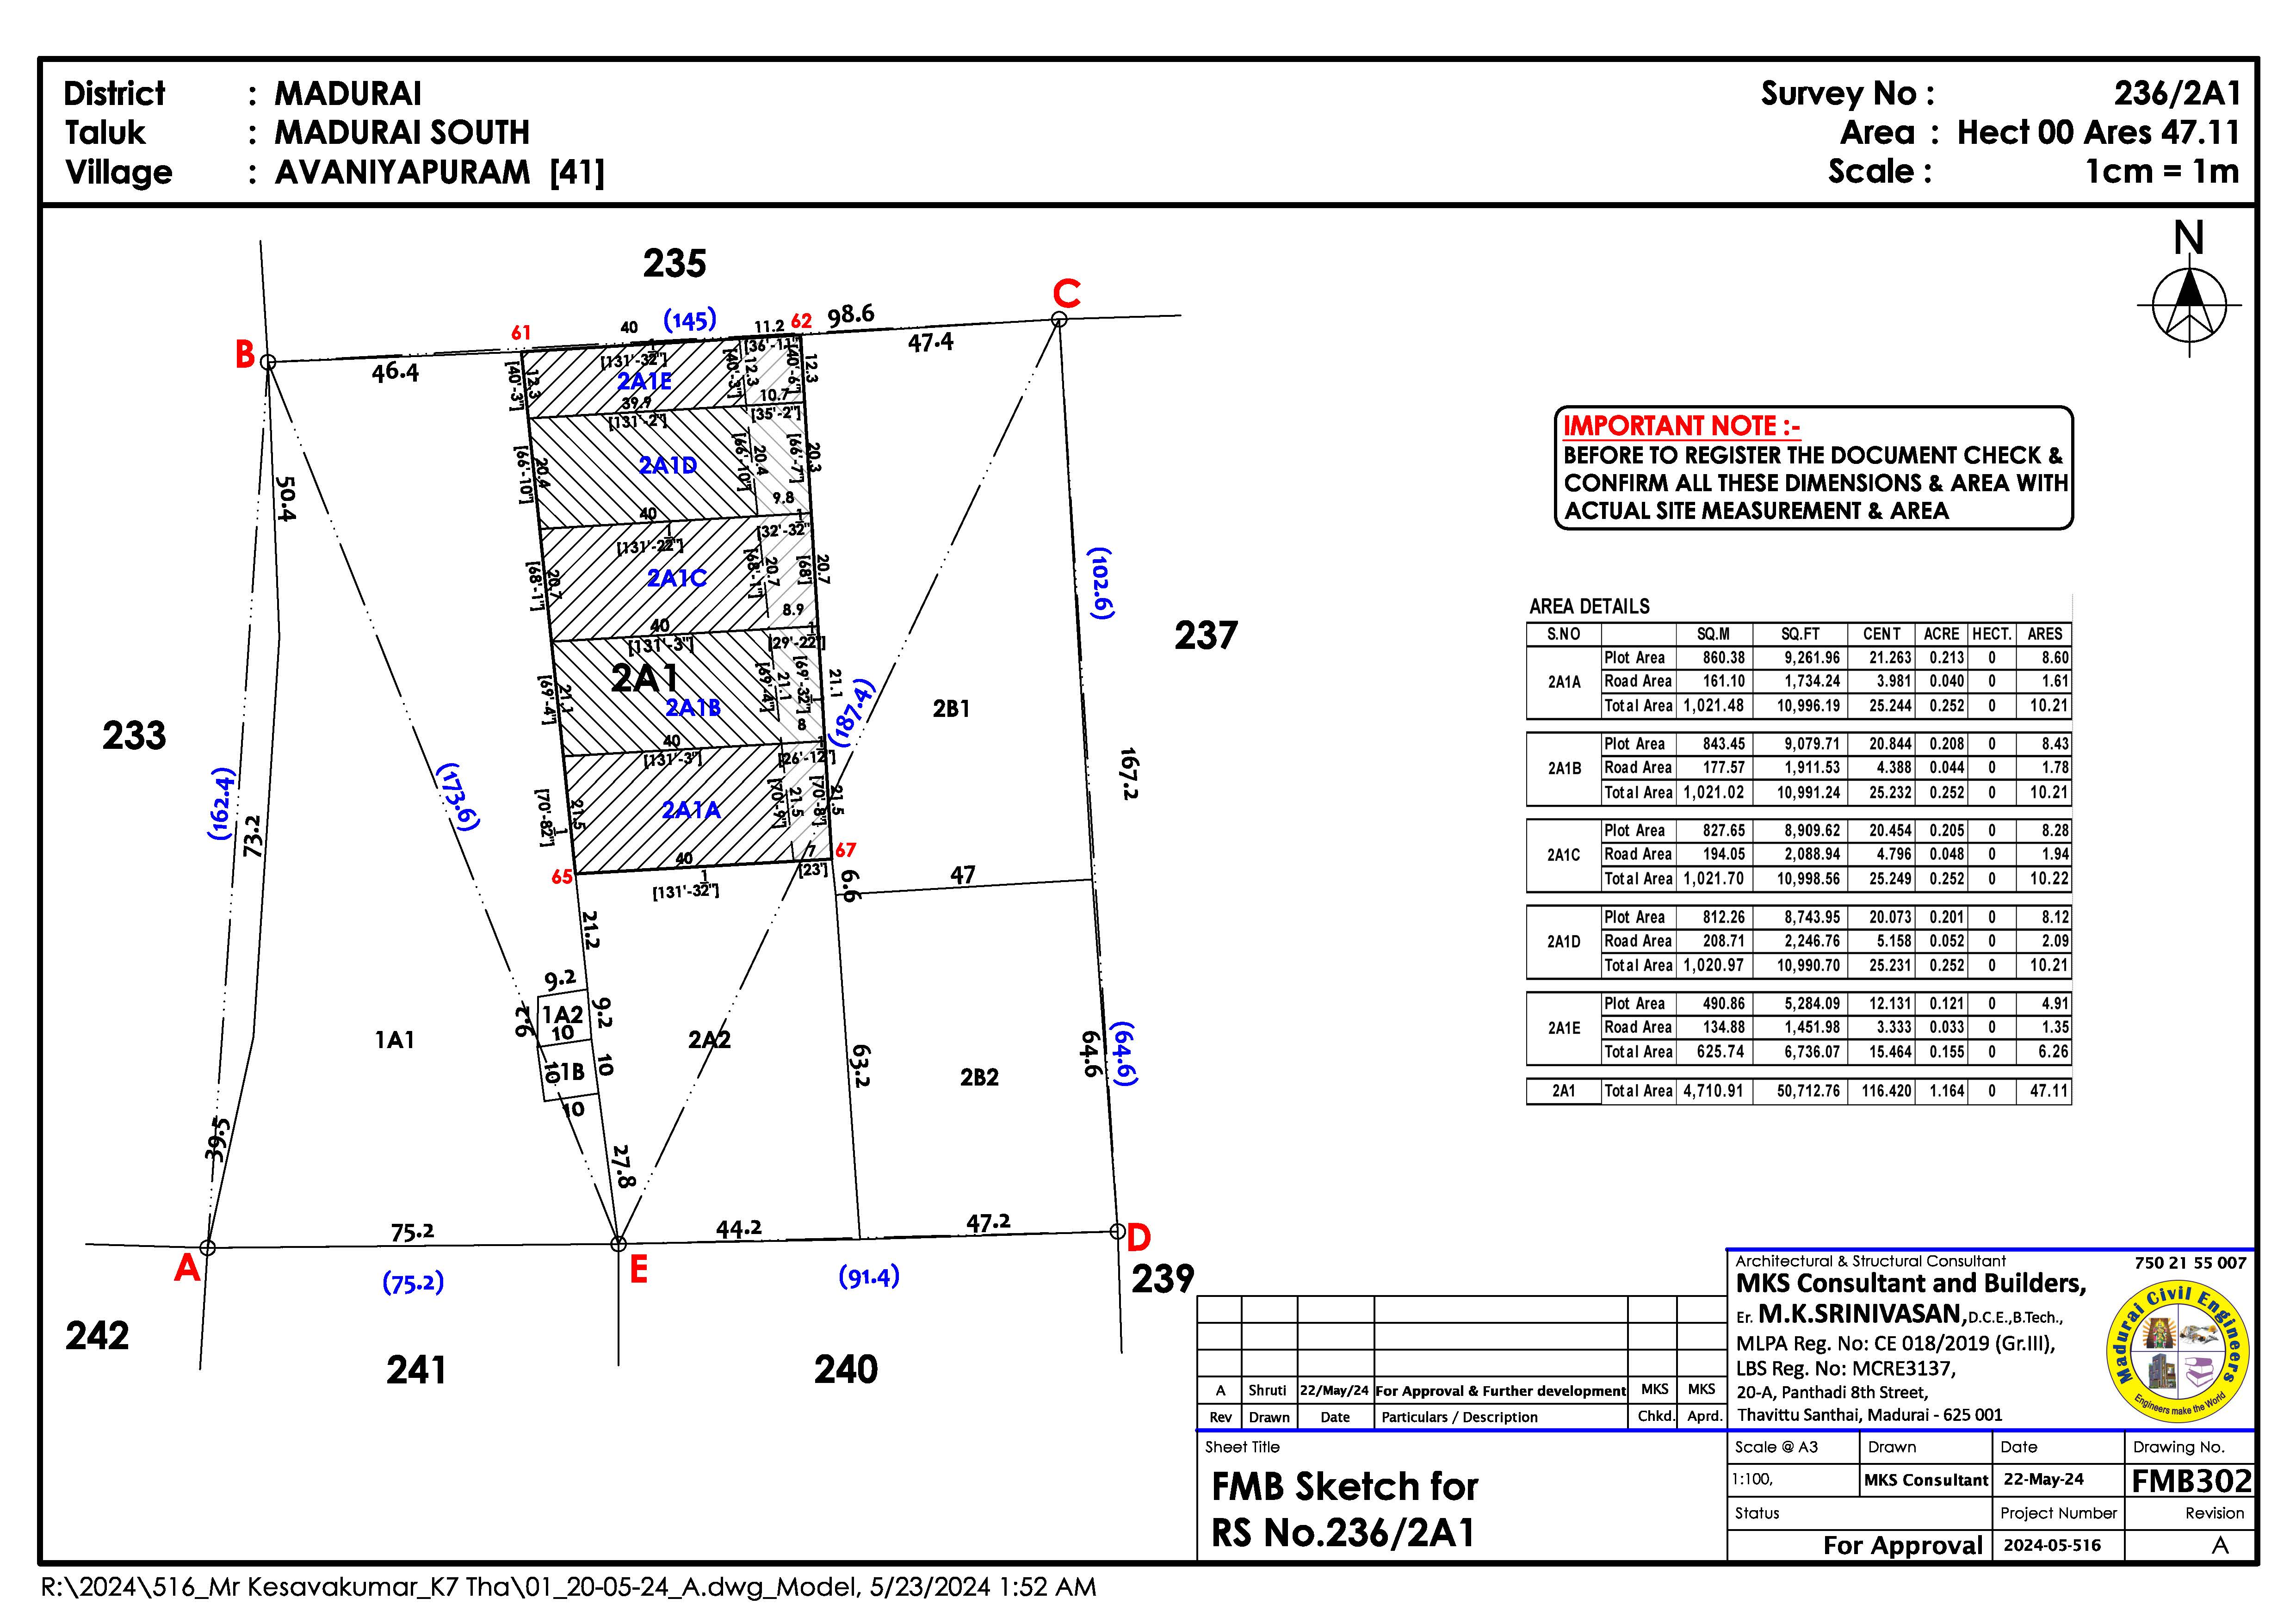 District : MADURAI
Taluk : MADURAI SOUTH
Village : AVANIYAPURAM [41]
Survey No : 236/2A1
Area : Hect 00 Ares 47.11
Scale : 1cm = 1m
N
235
C
B
61
40
(145)
11.2
62
98.6
46.4
47.4
[36'-11"]
[131'-3½"]
2A1E
12.3
[40'-3"]
[40'-3"]
12.3
[40'-6"]
12.3
39.9
10.7
[131'-2"]
[35'-2"]
50.4
[66'-10"]
20.4
2A1D
[66'-10"]
20.4
[66'-7"]
20.3
9.8
40
[32'-3½"]
[131'-2½"]
[68'-1"]
20.7
2A1C
[68'-1"]
20.7
[68']
20.7
8.9
40
[131'-3"]
[29'-2½"]
2A1
[69'-4"]
21.1
2A1B
[69'-4"]
21.1
[69'-3½"]
21.1
8
40
[131'-3"]
[26'-1½"]
[70'-8½"]
21.5
2A1A
[70'-9"]
21.5
[70'-8"]
21.5
40
7
67
65
[131'-3½"]
[23']
(102.6)
237
2B1
(187.4)
167.2
233
(162.4)
73.2
(173.6)
6.6
47
21.2
9.2
9.2
1A2
9.2
10
1B
10
10
10
1A1
2A2
63.2
2B2
64.6
(64.6)
39.5
27.8
75.2
44.2
47.2
A
E
D
(75.2)
(91.4)
239
242
241
240
IMPORTANT NOTE :-
BEFORE TO REGISTER THE DOCUMENT CHECK &
CONFIRM ALL THESE DIMENSIONS & AREA WITH
ACTUAL SITE MEASUREMENT & AREA
AREA DETAILS
S.NO SQ.M SQ.FT CENT ACRE HECT. ARES
2A1A
Plot Area 860.38 9,261.96 21.263 0.213 0 8.60
Road Area 161.10 1,734.24 3.981 0.040 0 1.61
Total Area 1,021.48 10,996.19 25.244 0.252 0 10.21
2A1B
Plot Area 843.45 9,079.71 20.844 0.208 0 8.43
Road Area 177.57 1,911.53 4.388 0.044 0 1.78
Total Area 1,021.02 10,991.24 25.232 0.252 0 10.21
2A1C
Plot Area 827.65 8,909.62 20.454 0.205 0 8.28
Road Area 194.05 2,088.94 4.796 0.048 0 1.94
Total Area 1,021.70 10,998.56 25.249 0.252 0 10.22
2A1D
Plot Area 812.26 8,743.95 20.073 0.201 0 8.12
Road Area 208.71 2,246.76 5.158 0.052 0 2.09
Total Area 1,020.97 10,990.70 25.231 0.252 0 10.21
2A1E
Plot Area 490.86 5,284.09 12.131 0.121 0 4.91
Road Area 134.88 1,451.98 3.333 0.033 0 1.35
Total Area 625.74 6,736.07 15.464 0.155 0 6.26
2A1 Total Area 4,710.91 50,712.76 116.420 1.164 0 47.11
Architectural & Structural Consultant 750 21 55 007
MKS Consultant and Builders,
Er. M.K.SRINIVASAN,D.C.E.,B.Tech.,
MLPA Reg. No: CE 018/2019 (Gr.III),
LBS Reg. No: MCRE3137,
20-A, Panthadi 8th Street,
Thavittu Santhai, Madurai - 625 001
Madurai Civil Engineers
Engineers make the World
A Shruti 22/May/24 For Approval & Further development MKS MKS
Rev Drawn Date Particulars / Description Chkd. Aprd.
Sheet Title
FMB Sketch for
RS No.236/2A1
Scale @ A3 Drawn Date Drawing No.
1:100, MKS Consultant 22-May-24 FMB302
Status Project Number Revision
For Approval 2024-05-516 A
R:\2024\516_Mr Kesavakumar_K7 Tha\01_20-05-24_A.dwg_Model, 5/23/2024 1:52 AM